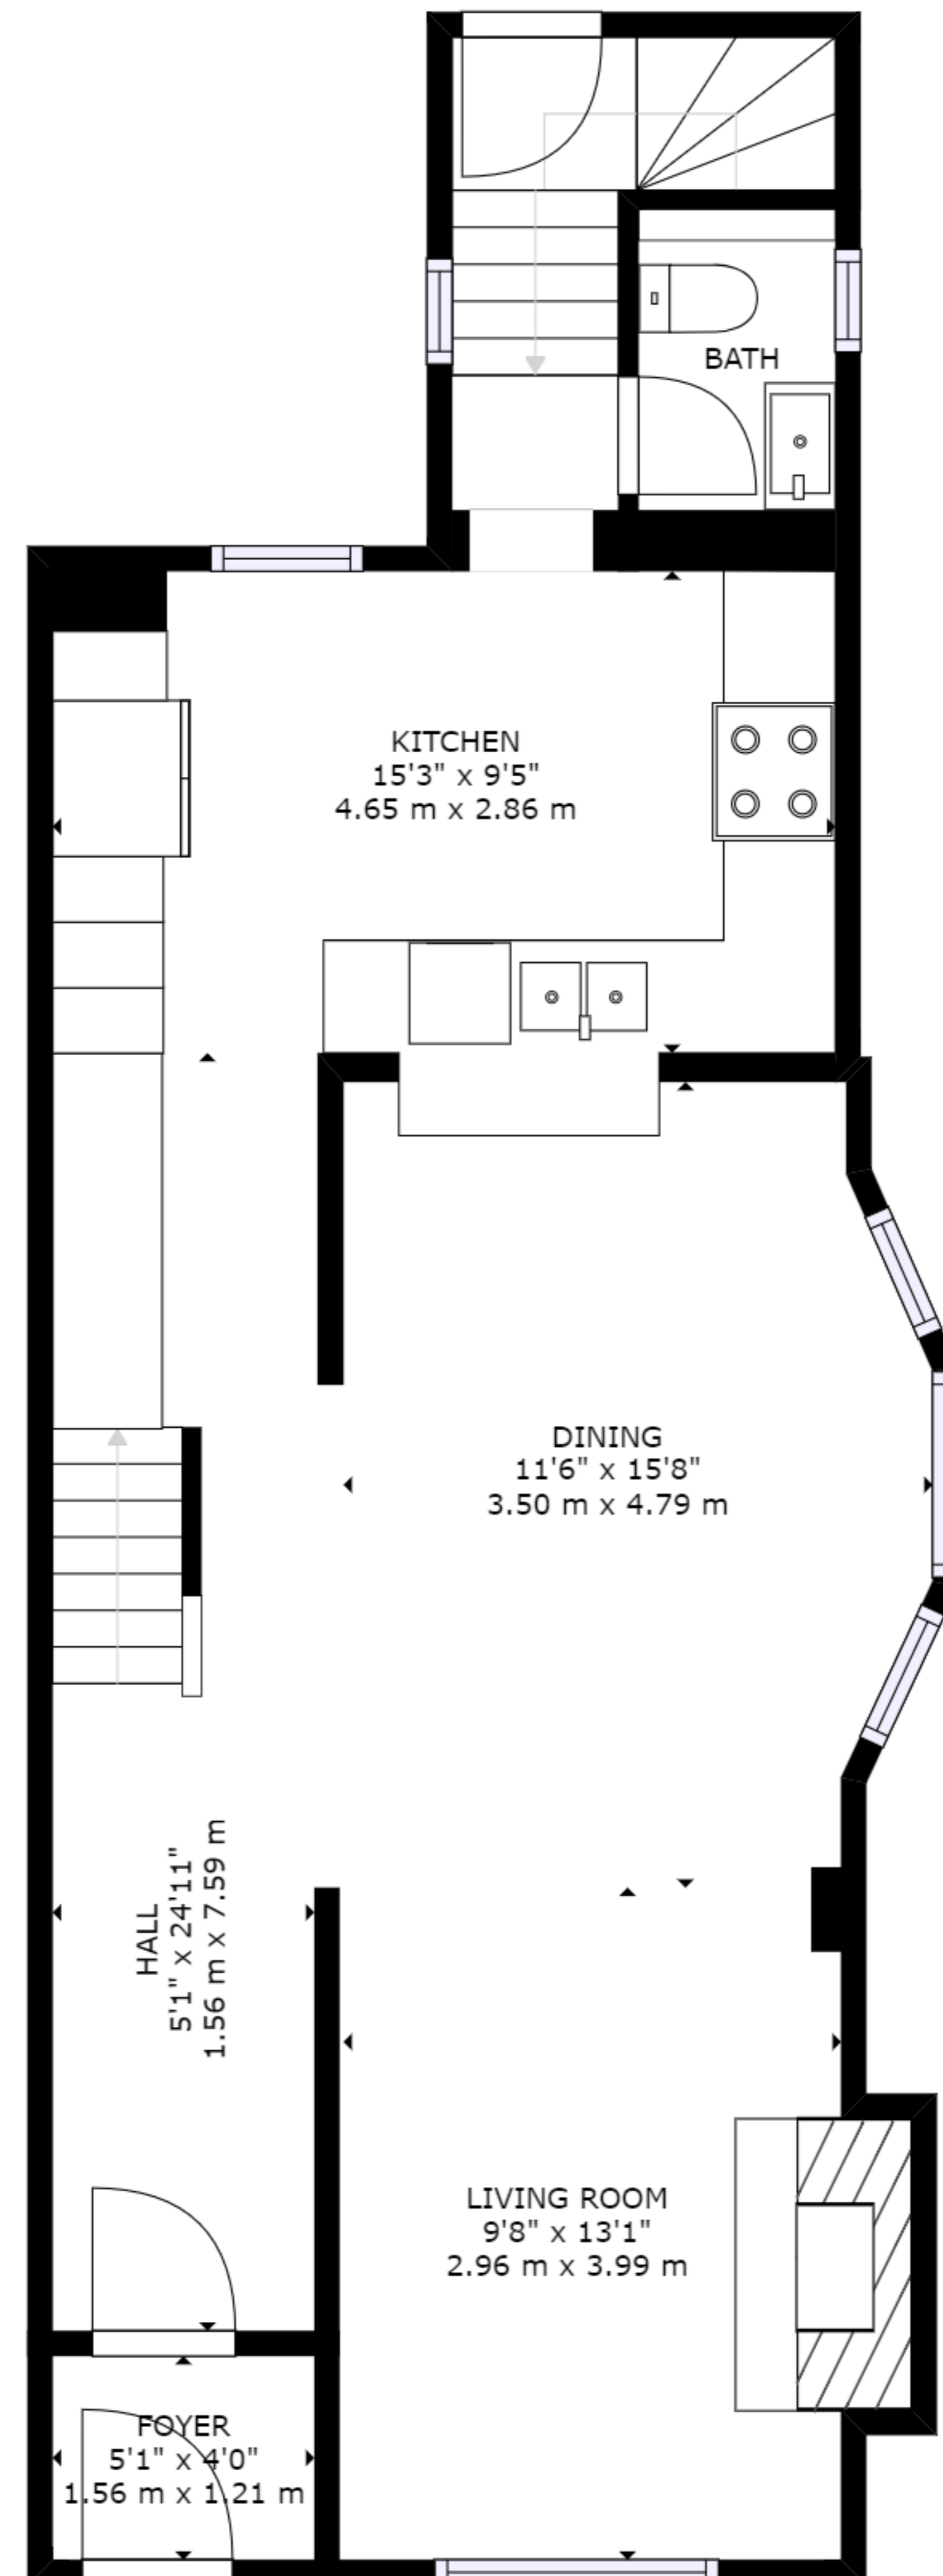 BATH
KITCHEN
15'3" x 9'5"
4.65 m x 2.86 m
DINING
11'6" x 15'8"
3.50 m x 4.79 m
HALL
5'1" x 24'11"
1.56 m x 7.59 m
LIVING ROOM
9'8" x 13'1"
2.96 m x 3.99 m
FOYER
5'1" x 4'0"
1.56 m x 1.21 m